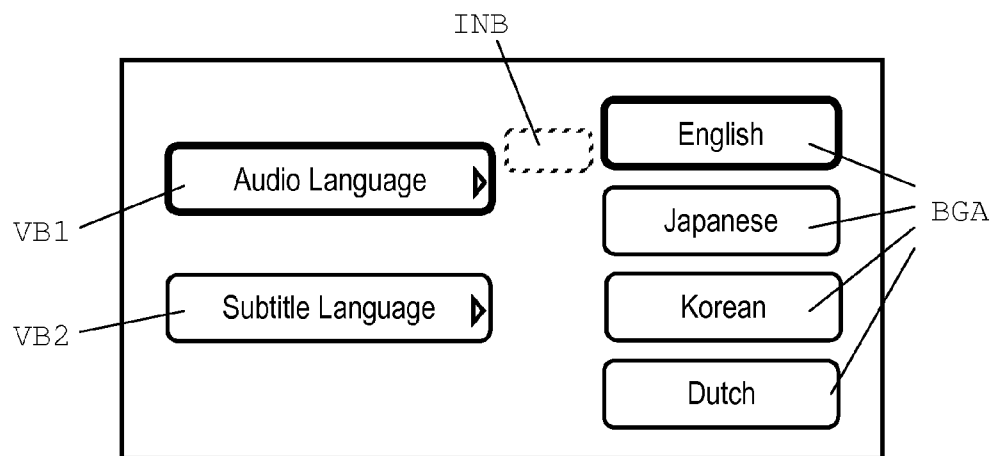 INB
English
Audio Language
VB1
Japanese
BGA
Subtitle Language
Korean
VB2
Dutch